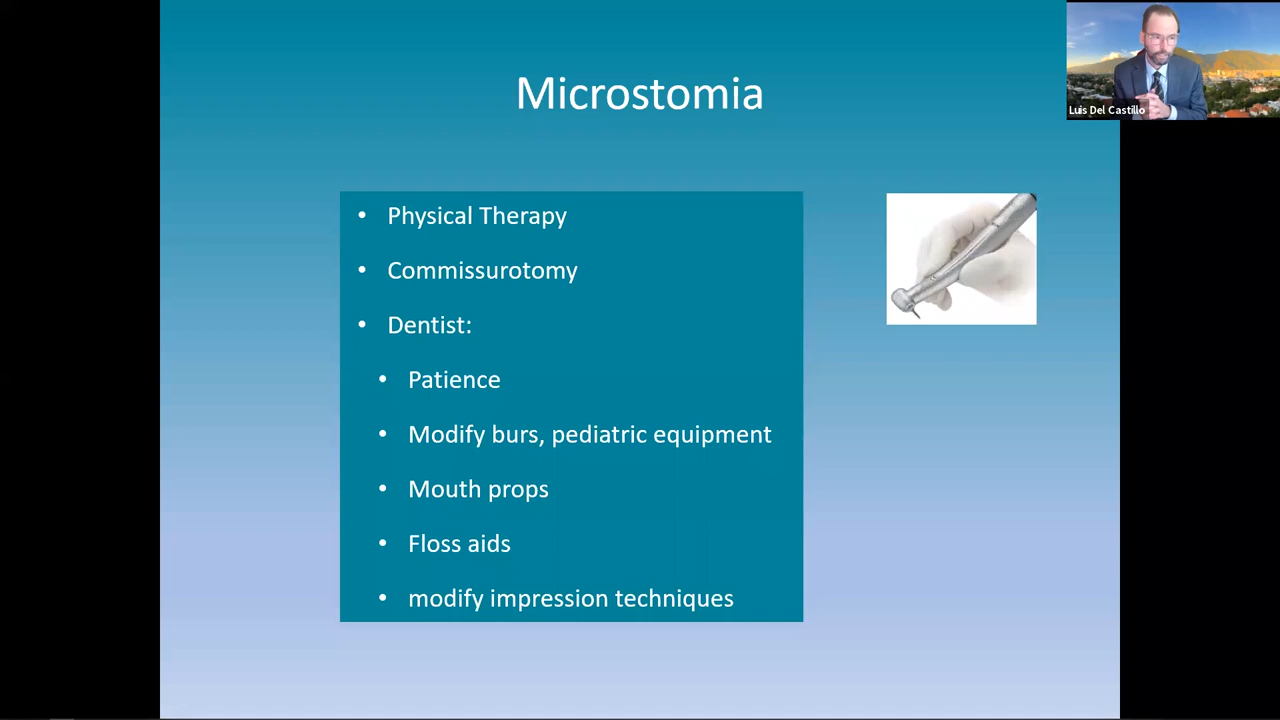 Microstomia
Luis Del Castillo
• Physical Therapy
• Commissurotomy
• Dentist:
• Patience
• Modify burs, pediatric equipment
• Mouth props
• Floss aids
• modify impression techniques